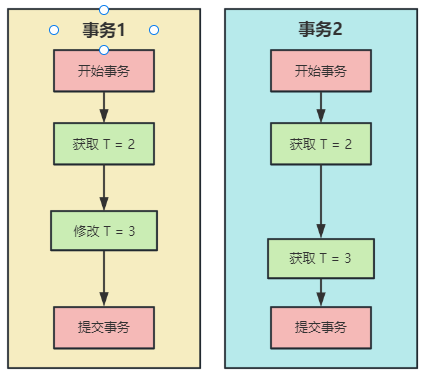 事务1
开始事务
获取 T = 2
修改 T = 3
提交事务
事务2
开始事务
获取 T = 2
获取 T = 3
提交事务